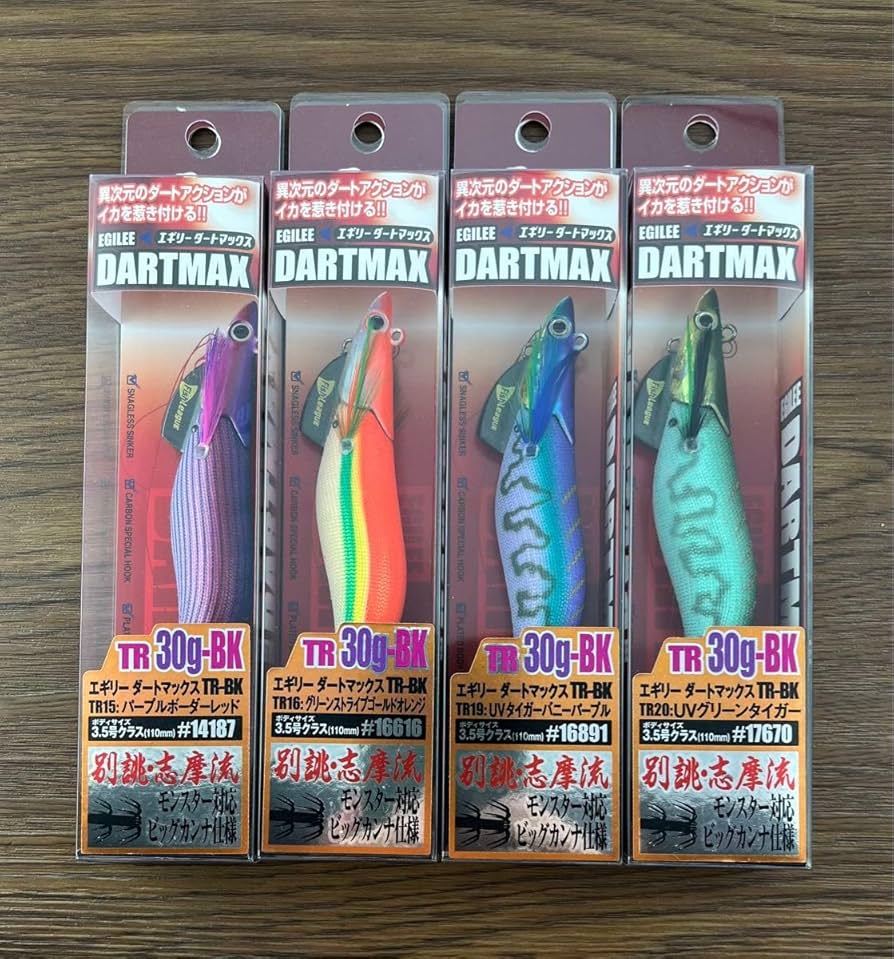 異次元のダートアクションが
イカを惹き付ける!!
EGILEE エギリー ダートマックス
DARTMAX
Fish League
SNAGLESS SINKER
CARBON SPECIAL HOOK
TR 30g-BK
エギリー ダートマックス TR-BK
TR15: パープルボーダーレッド
ボディサイズ
3.5号クラス(110mm) #14187
別誂・志摩流
モンスター対応
ビッグカンナ仕様
異次元のダートアクションが
イカを惹き付ける!!
EGILEE エギリー ダートマックス
DARTMAX
SNAGLESS SINKER
CARBON SPECIAL HOOK
TR 30g-BK
エギリー ダートマックス TR-BK
TR16: グリーンストライプゴールドオレンジ
ボディサイズ
3.5号クラス(110mm) #16616
別誂・志摩流
モンスター対応
ビッグカンナ仕様
異次元のダートアクションが
イカを惹き付ける!!
EGILEE エギリー ダートマックス
DARTMAX
SNAGLESS SINKER
CARBON SPECIAL HOOK
TR 30g-BK
エギリー ダートマックス TR-BK
TR19: UVタイガーバニーパープル
ボディサイズ
3.5号クラス(110mm) #16891
別誂・志摩流
モンスター対応
ビッグカンナ仕様
異次元のダートアクションが
イカを惹き付ける!!
EGILEE エギリー ダートマックス
DARTMAX
EGILEE
SNAGLESS SINKER
CARBON SPECIAL HOOK
TR 30g-BK
エギリー ダートマックス TR-BK
TR20: UVグリーンタイガー
ボディサイズ
3.5号クラス(110mm) #17670
別誂・志摩流
モンスター対応
ビッグカンナ仕様